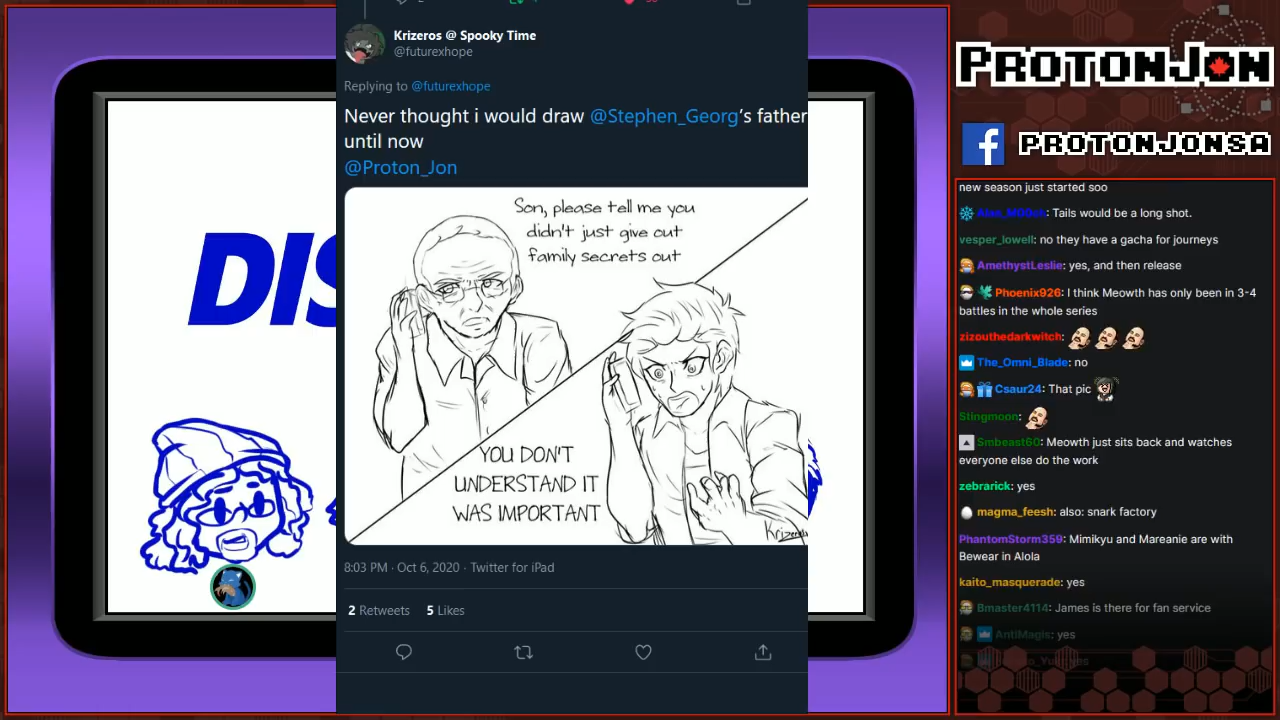 DIS
Krizeros @ Spooky Time
@futurexhope
Replying to @futurexhope
Never thought i would draw @Stephen_Georg's father
until now
@Proton_Jon
Son, please tell me you
didn't just give out
family secrets out
YOU DON'T
UNDERSTAND IT
WAS IMPORTANT
8:03 PM · Oct 6, 2020 · Twitter for iPad
2 Retweets 5 Likes
PROTONJON
PROTONJONSA
new season just started soo
Tails would be a long shot.
vesper_lowell: no they have a gacha for journeys
AmethystLeslie: yes, and then release
Phoenix926: I think Meowth has only been in 3-4
battles in the whole series
zizouthedarkwitch:
The_Omni_Blade: no
Csaur24: That pic
Stingmoon:
Smbeast60: Meowth just sits back and watches
everyone else do the work
zebrarick: yes
magma_feesh: also: snark factory
PhantomStorm359: Mimikyu and Mareanie are with
Bewear in Alola
kaito_masquerade: yes
Bmaster4114: James is there for fan service
AntiMagis: yes